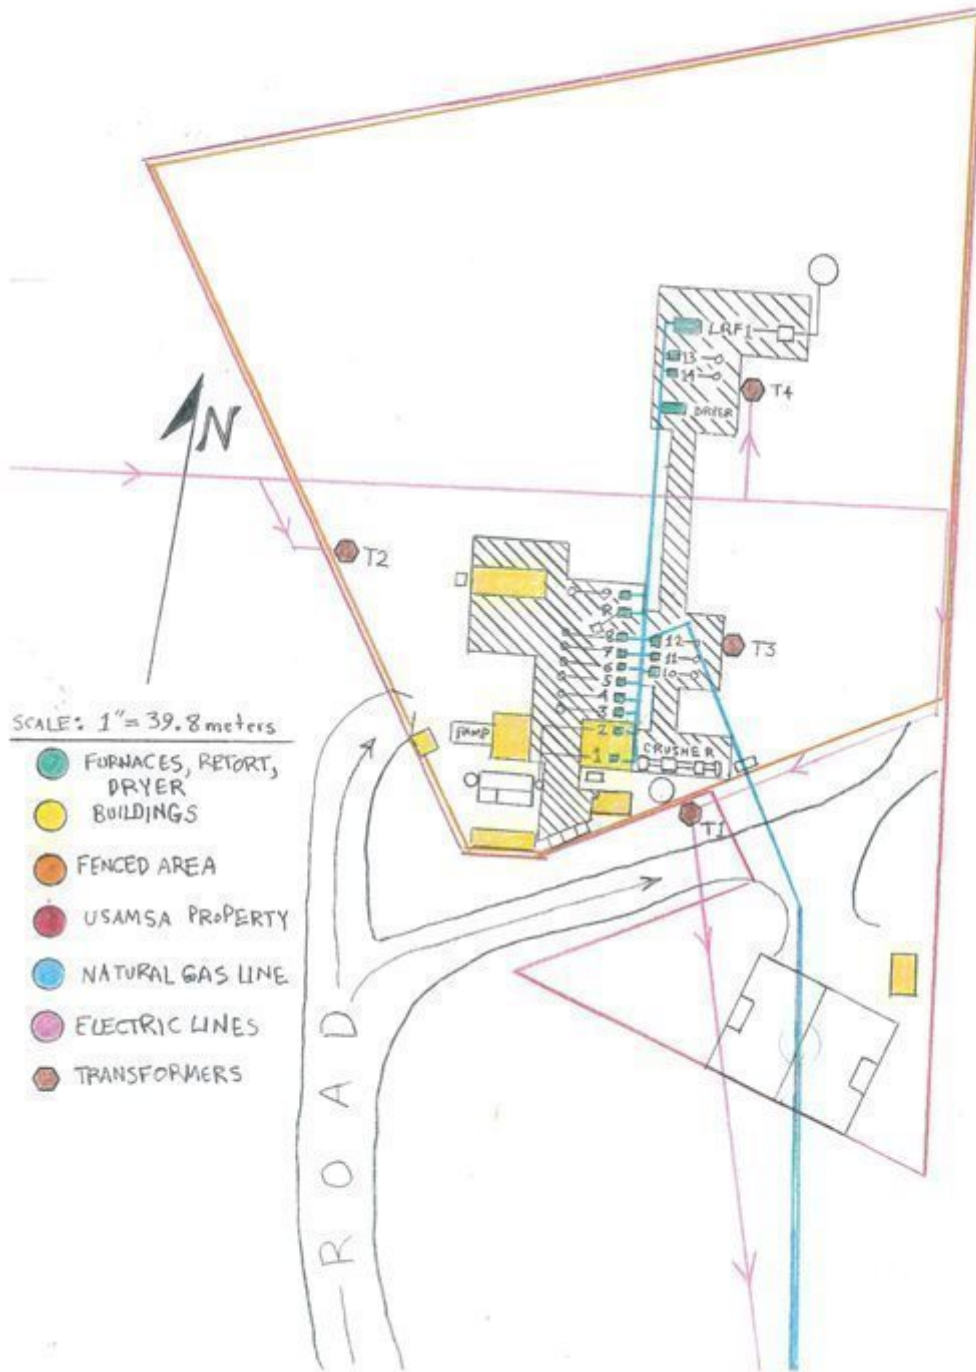 LRF1
13
14
T4
DRYER
N
T2
9
R
8
12
T3
7
11
6
10
5
4
3
SCALE: 1" = 39.8 meters
RAMP
2
1
CRUSHER
FURNACES, RETORT,
DRYER
BUILDINGS
T1
FENCED AREA
USAMSA PROPERTY
NATURAL GAS LINE
ELECTRIC LINES
TRANSFORMERS
ROAD